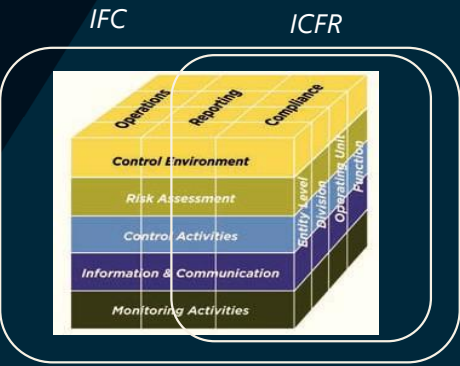 IFC
ICFR
Operations
Reporting
Compliance
Control Environment
Risk Assessment
Control Activities
Information & Communication
Monitoring Activities
Entity Level
Division
Operating Unit
Function